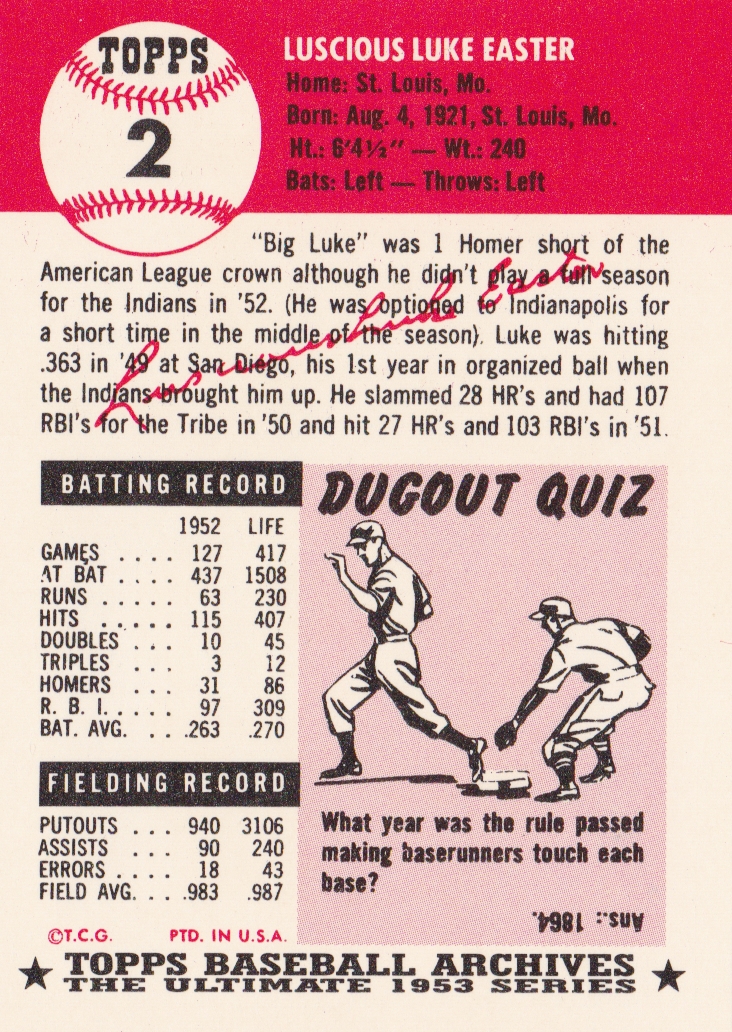 TOPPS
2
LUSCIOUS LUKE EASTER
Home: St. Louis, Mo.
Born: Aug. 4, 1921, St. Louis, Mo.
Ht.: 6'4½" — Wt.: 240
Bats: Left — Throws: Left
"Big Luke" was 1 Homer short of the
American League crown although he didn't play a full season
for the Indians in '52. (He was optioned to Indianapolis for
a short time in the middle of the season). Luke was hitting
.363 in '49 at San Diego, his 1st year in organized ball when
the Indians brought him up. He slammed 28 HR's and had 107
RBI's for the Tribe in '50 and hit 27 HR's and 103 RBI's in '51.
Luscious Luke Easter
BATTING RECORD
1952 LIFE
GAMES . . . . 127 417
AT BAT . . . . 437 1508
RUNS . . . . . 63 230
HITS . . . . . 115 407
DOUBLES . . . . 10 45
TRIPLES . . . . 3 12
HOMERS . . . . 31 86
R. B. I. . . . . 97 309
BAT. AVG. . . . .263 .270
FIELDING RECORD
PUTOUTS . . . 940 3106
ASSISTS . . . 90 240
ERRORS . . . . 18 43
FIELD AVG. . . .983 .987
©T.C.G. PTD. IN U.S.A.
DUGOUT QUIZ
What year was the rule passed
making baserunners touch each
base?
Ans.: 1864.
TOPPS BASEBALL ARCHIVES
THE ULTIMATE 1953 SERIES